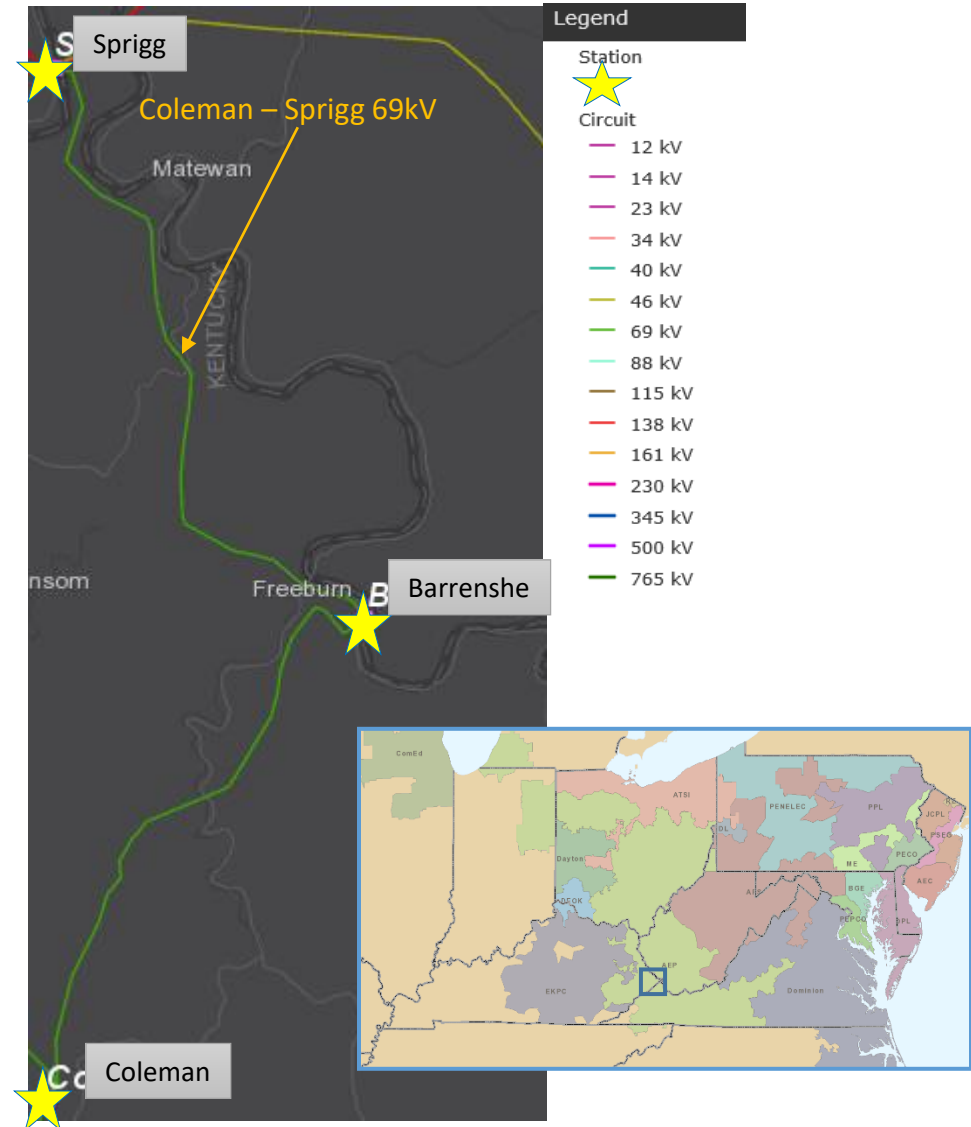 Sprigg
S
Coleman – Sprigg 69kV
Matewan
KENTUCKY
nsom
Freeburn
B
Barrenshe
Co
Coleman
Legend
Station
Circuit
12 kV
14 kV
23 kV
34 kV
40 kV
46 kV
69 kV
88 kV
115 kV
138 kV
161 kV
230 kV
345 kV
500 kV
765 kV
ComEd
ATSI
PENELEC
PPL
JCPL
DL
PSEG
Dayton
ME
PECO
AEC
DEOK
BGE
PEPCO
DPL
AEP
EKPC
Dominion